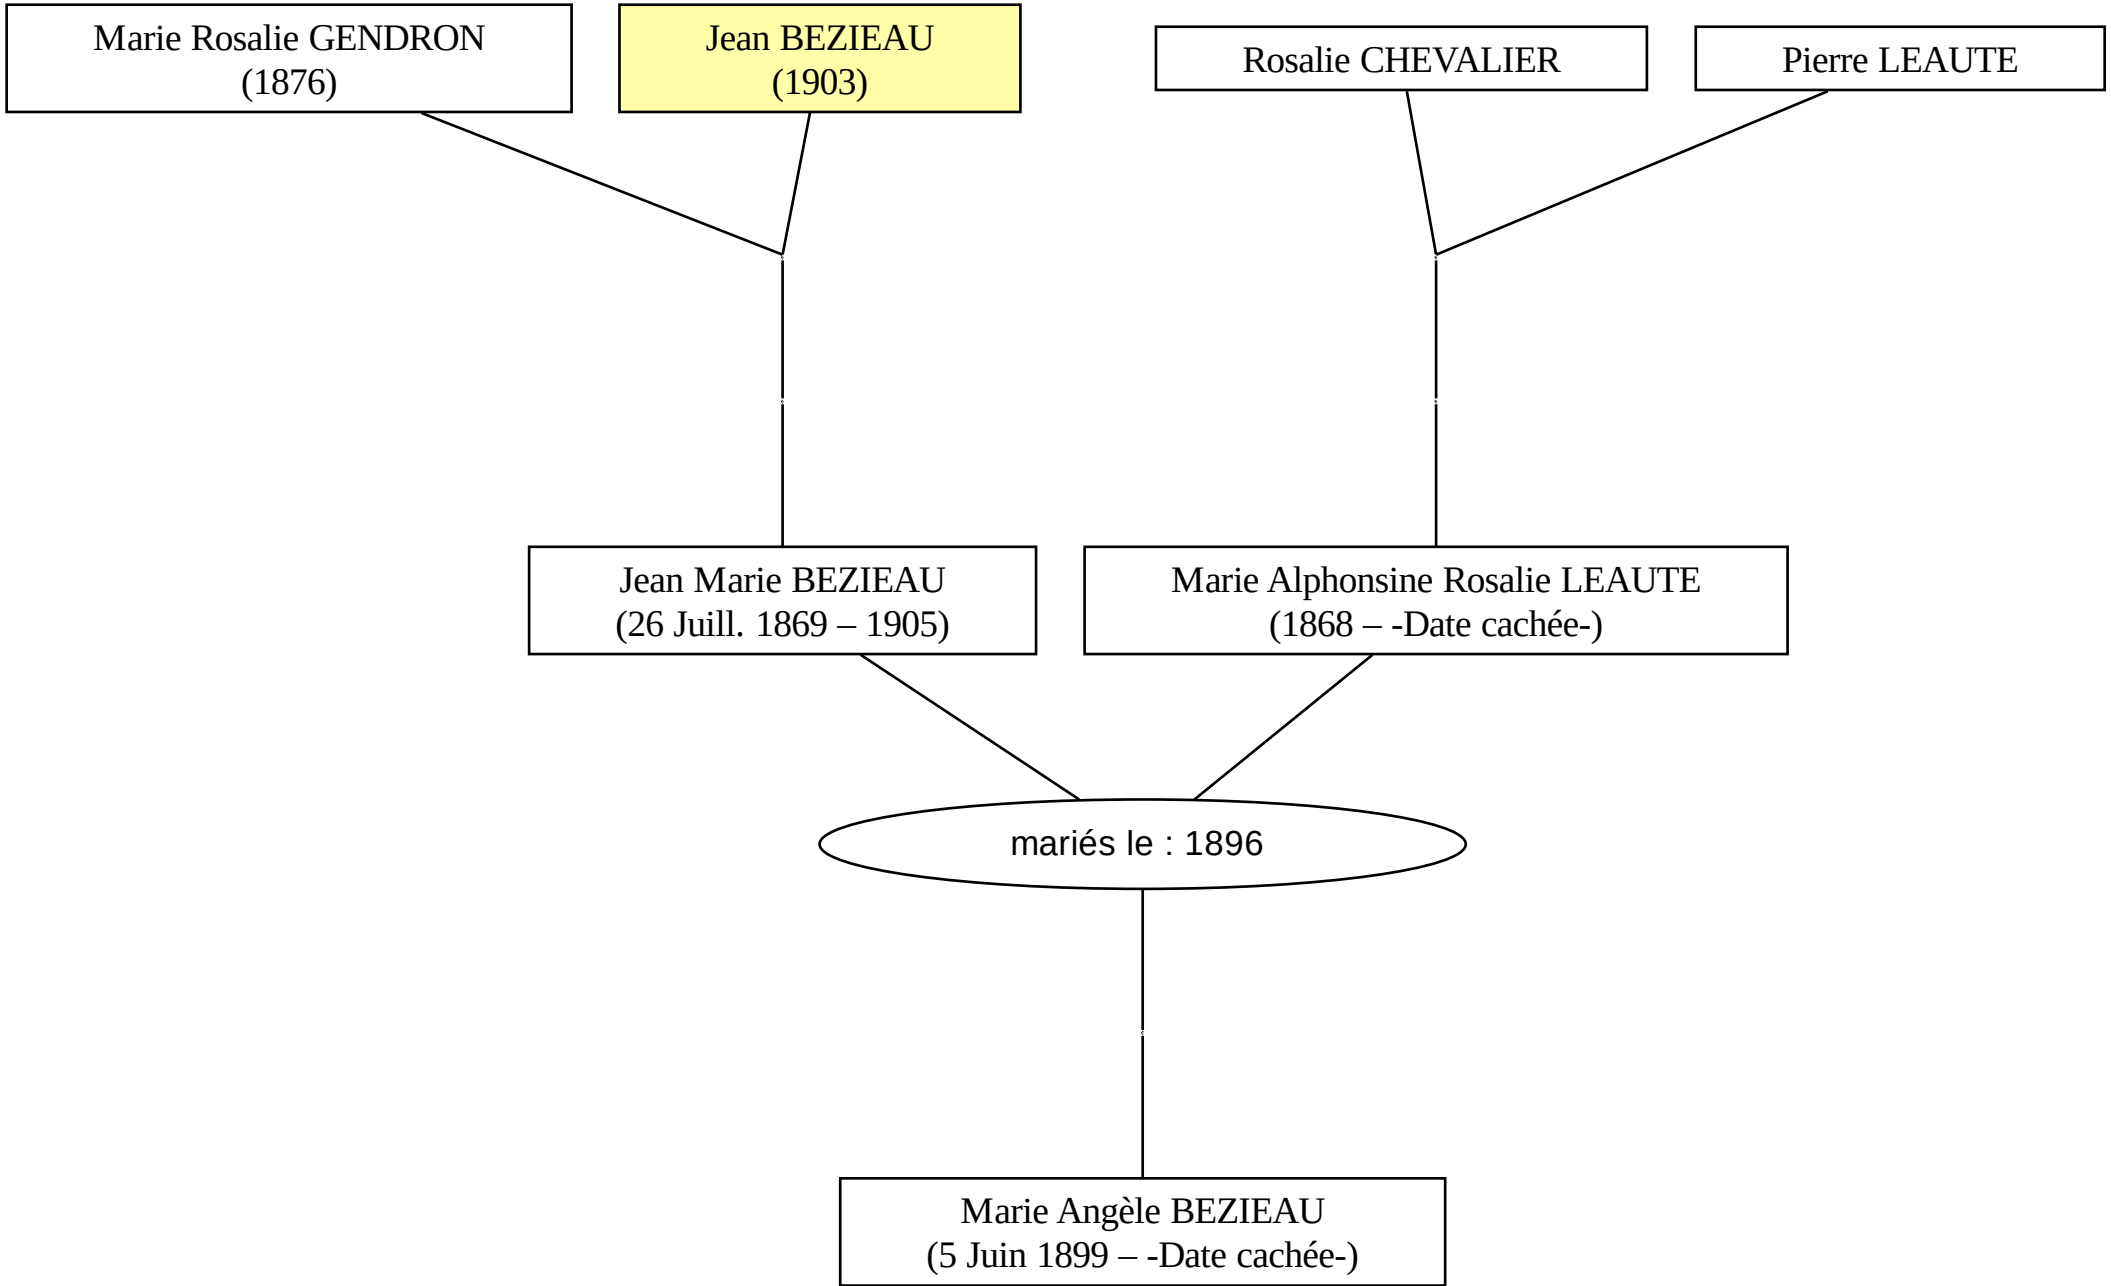 Marie Rosalie GENDRON
(1876)
Jean BEZIEAU
(1903)
Rosalie CHEVALIER
Pierre LEAUTE
Jean Marie BEZIEAU
(26 Juill. 1869 – 1905)
Marie Alphonsine Rosalie LEAUTE
(1868 – -Date cachée-)
mariés le : 1896
Marie Angèle BEZIEAU
(5 Juin 1899 – -Date cachée-)